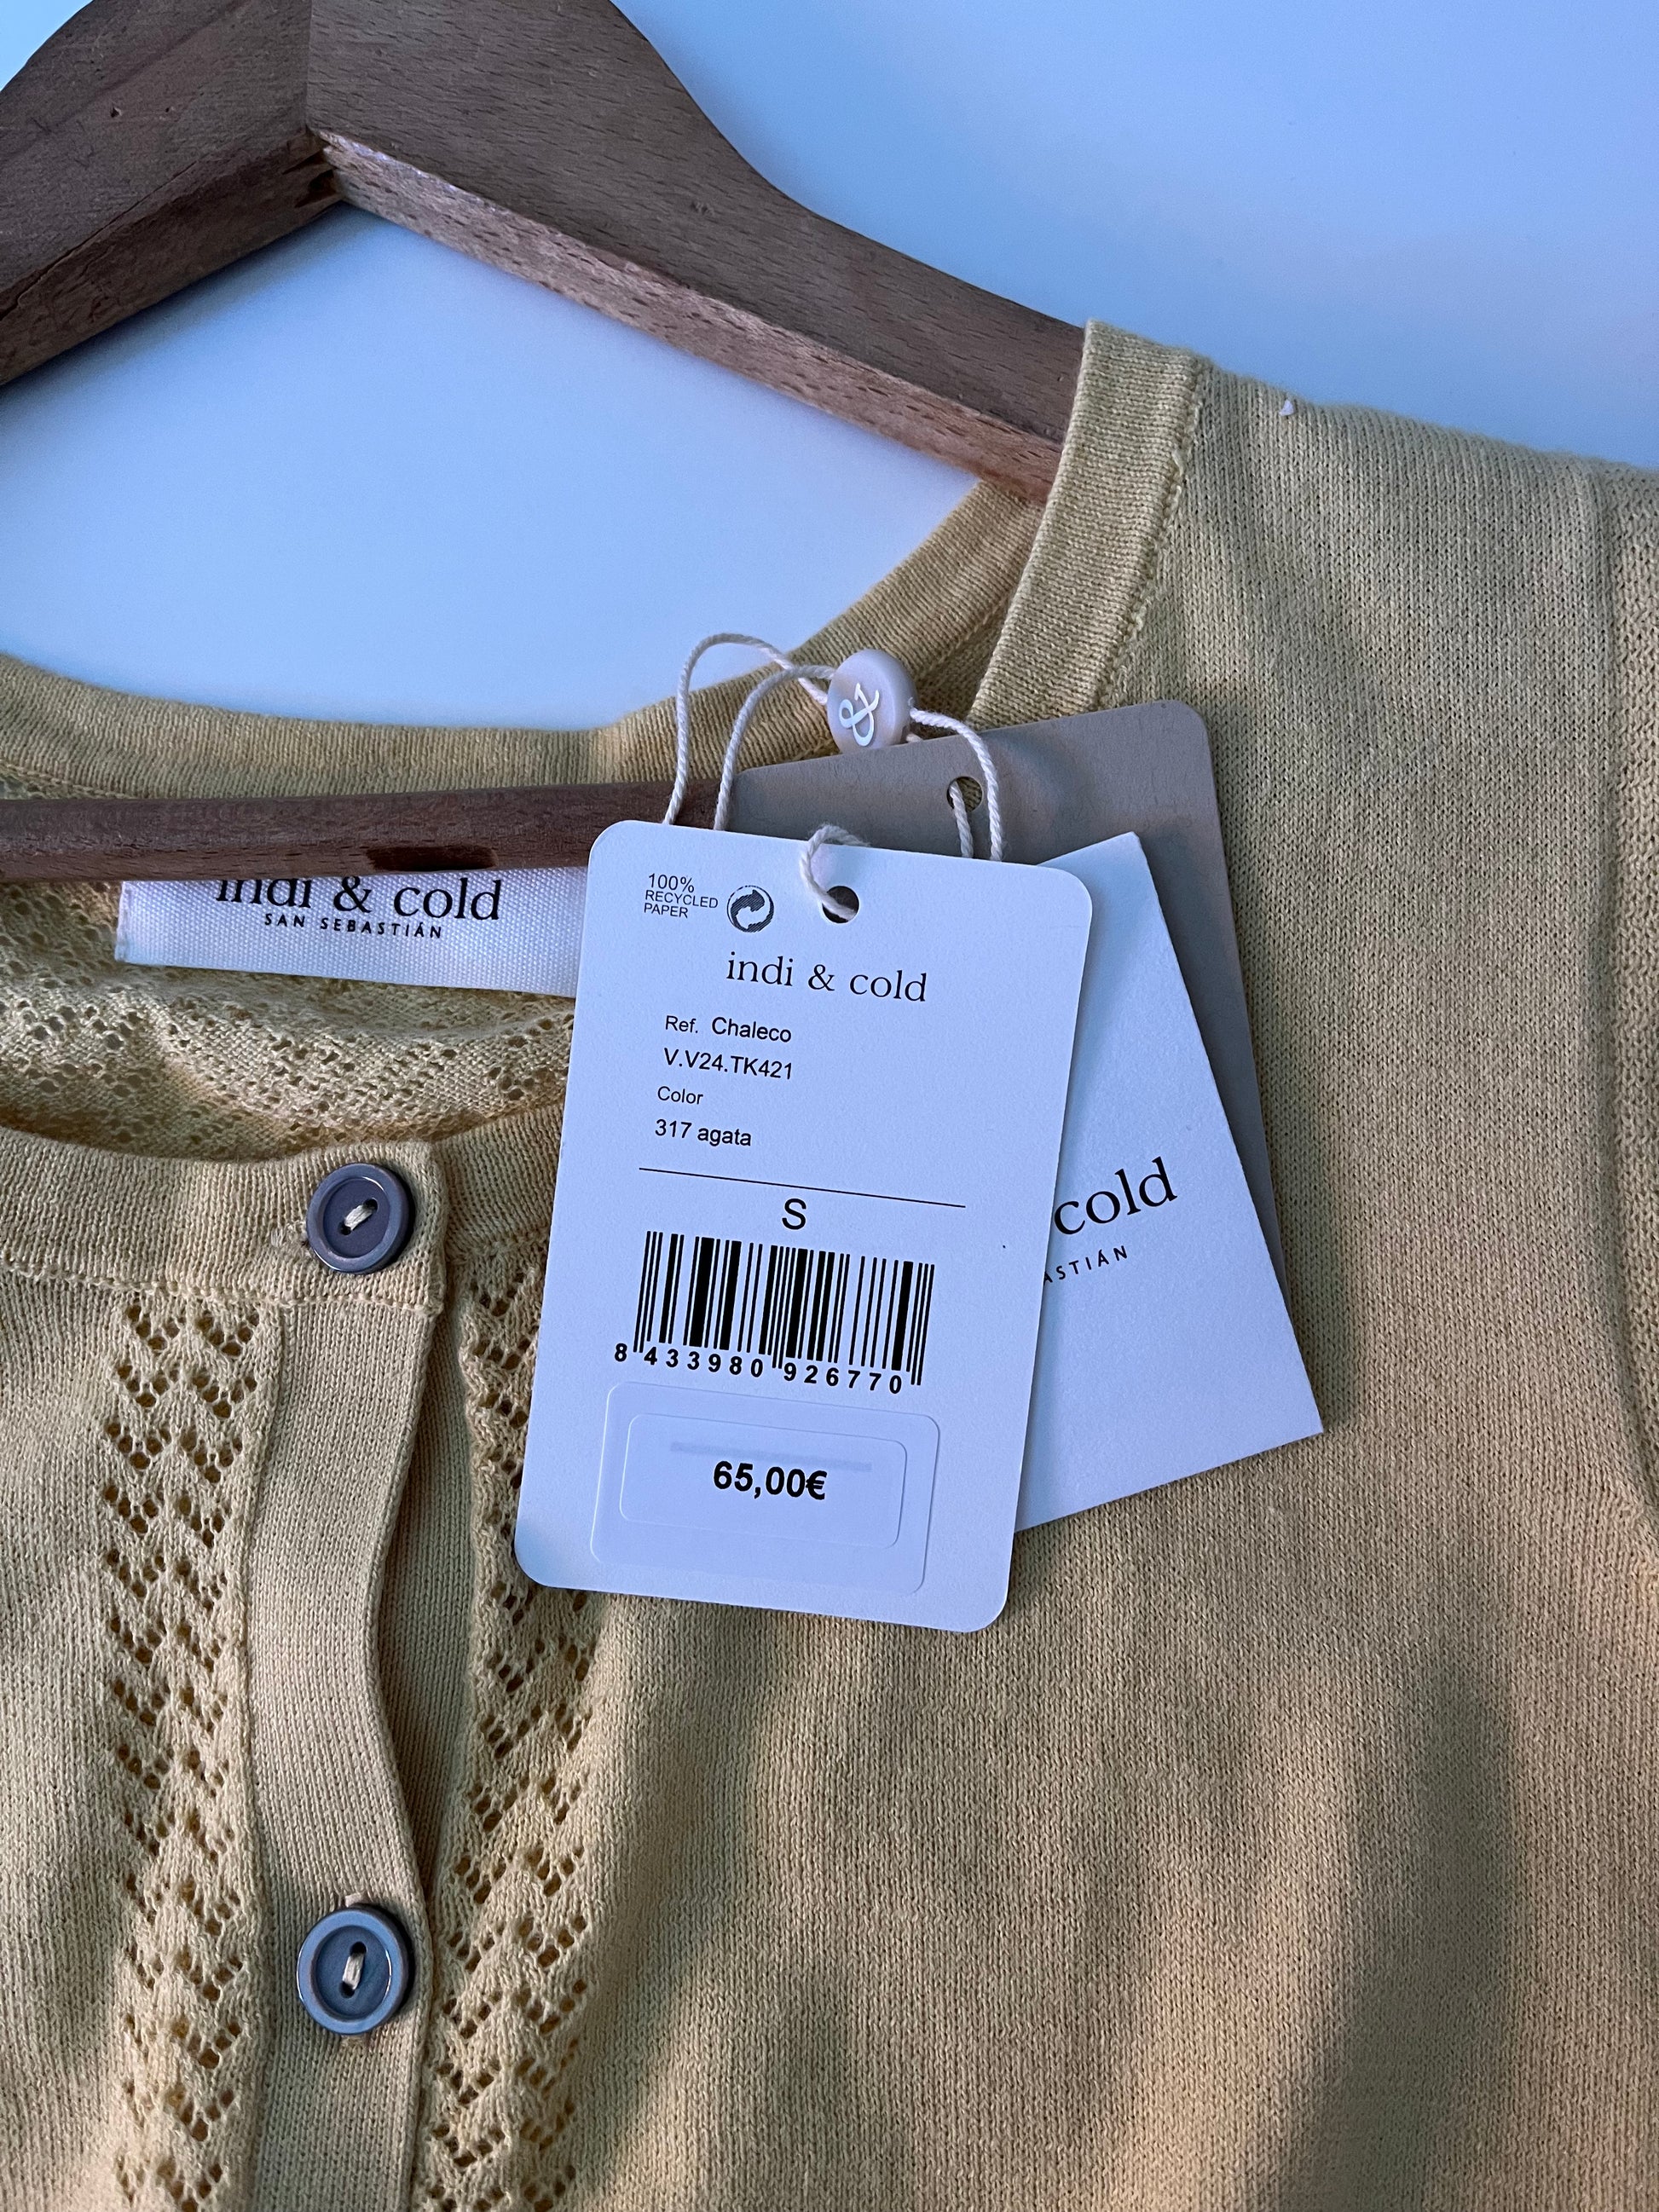 &
indi & cold
SAN SEBASTIÁN
100%
RECYCLED
PAPER
indi & cold
Ref. Chaleco
V.V24.TK421
Color
317 agata
S
8 433980 926770
65,00€
cold
ASTIÁN